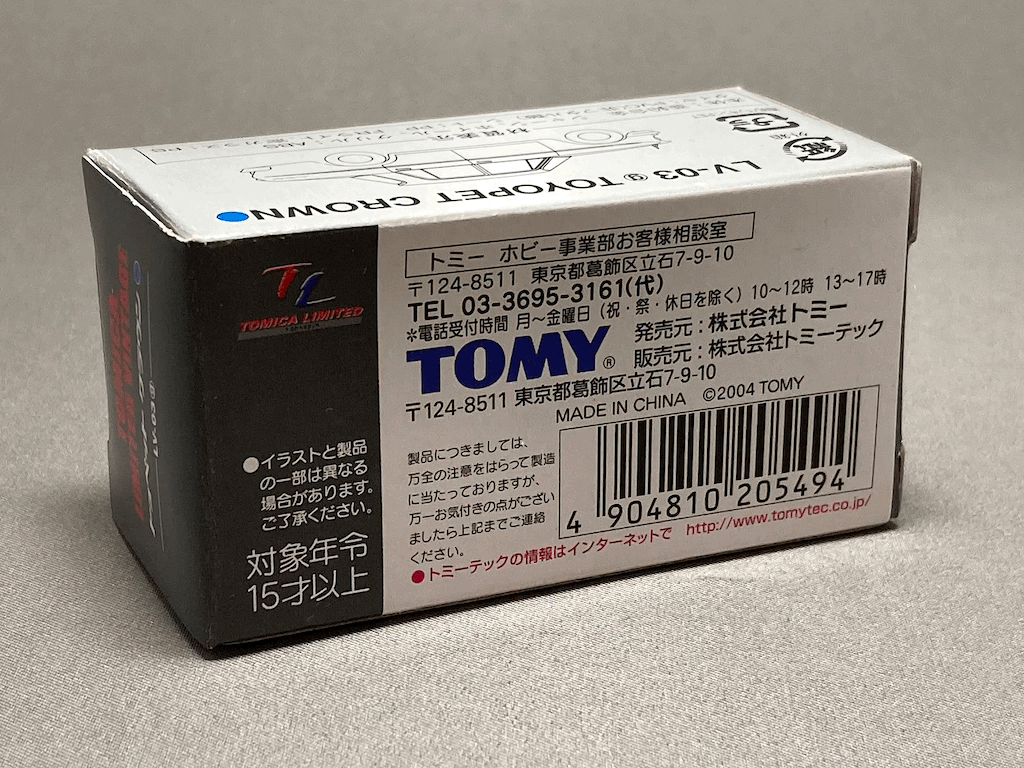 LV-03 g TOYOPET CROWN
TL
TOMICA LIMITED
●イラストと製品
の一部は異なる
場合があります。
ご了承ください。
対象年令
15才以上
トミー ホビー事業部お客様相談室
〒124-8511 東京都葛飾区立石7-9-10
TEL 03-3695-3161(代)
*電話受付時間 月～金曜日(祝・祭・休日を除く) 10～12時 13～17時
TOMY®
発売元:株式会社トミー
販売元:株式会社トミーテック
〒124-8511 東京都葛飾区立石7-9-10
MADE IN CHINA ©2004 TOMY
製品につきましては、
万全の注意をはらって製造
に当たっておりますが、
万一お気付きの点がござい
ましたら上記までご連絡
ください。
4 904810 205494
●トミーテックの情報はインターネットで http://www.tomytec.co.jp/